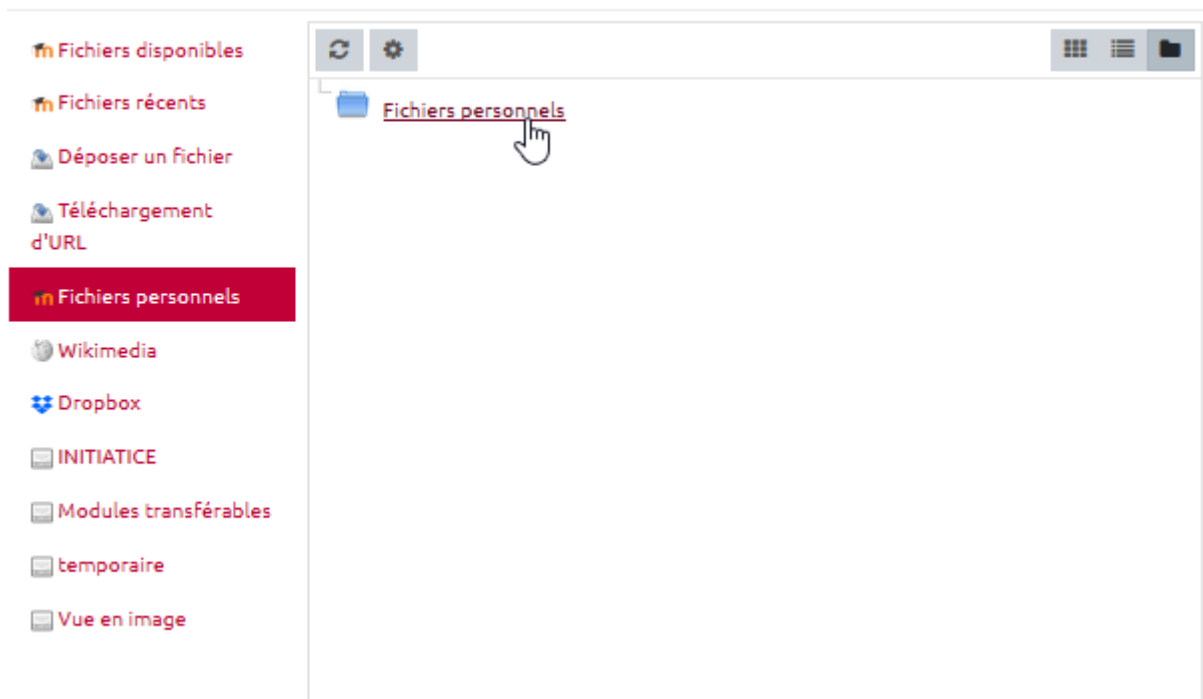 Fichiers disponibles
Fichiers récents
Déposer un fichier
Téléchargement
d'URL
Fichiers personnels
Wikimedia
Dropbox
INITIATICE
Modules transférables
temporaire
Vue en image
Fichiers personnels